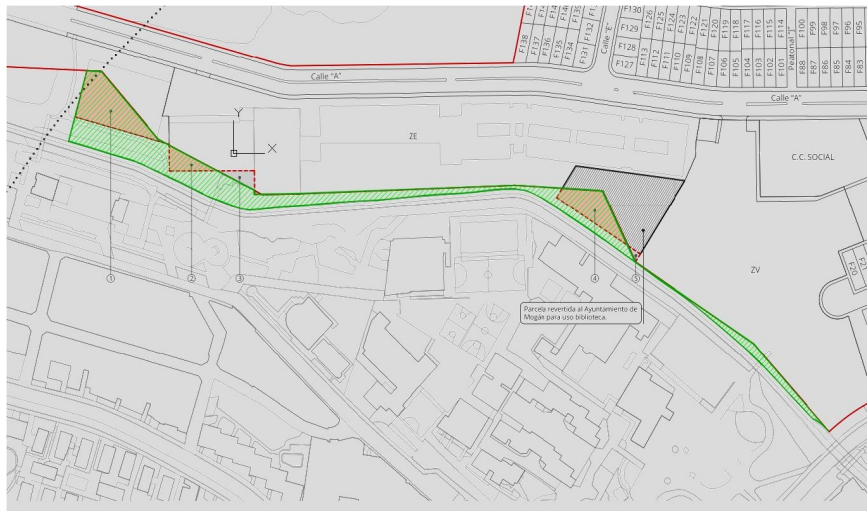 F130
F129
F128
F127
F126
F125
F124
F123
F122
F121
F120
F119
F118
F117
F116
F115
F114
F113
F112
F111
F110
F109
F108
F107
F106
F105
F104
F103
F102
F101
Peatonal "J"
F100
F99
F98
F97
F96
F95
F88
F87
F86
F85
F84
F83
F138
F137
F136
F135
F134
F131
F132
Calle "E"
Calle "A"
Calle "A"
Y
X
ZE
C.C. SOCIAL
ZV
F20
1
2
3
4
5
Parcela revertida al Ayuntamiento de
Mogán para uso biblioteca.